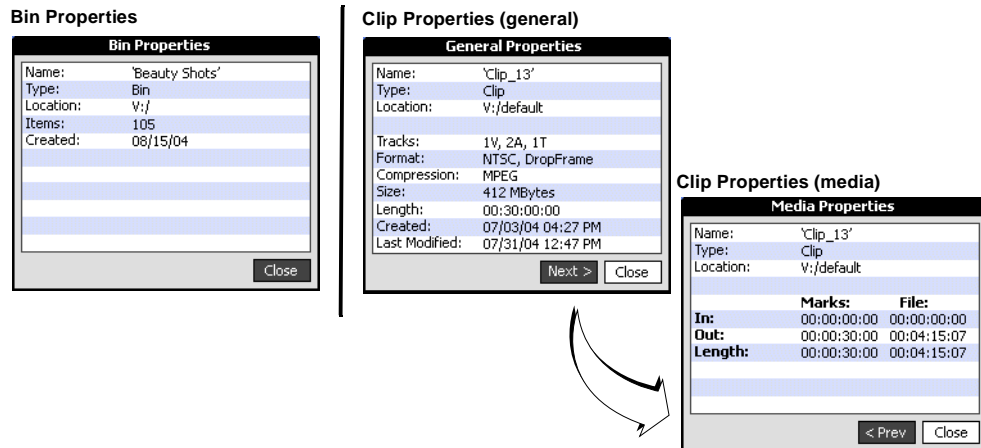 Bin Properties
Bin Properties
Name: 'Beauty Shots'
Type: Bin
Location: V:/
Items: 105
Created: 08/15/04
Close
Clip Properties (general)
General Properties
Name: 'Clip_13'
Type: Clip
Location: V:/default
Tracks: 1V, 2A, 1T
Format: NTSC, DropFrame
Compression: MPEG
Size: 412 MBytes
Length: 00:30:00:00
Created: 07/03/04 04:27 PM
Last Modified: 07/31/04 12:47 PM
Next > Close
Clip Properties (media)
Media Properties
Name: 'Clip_13'
Type: Clip
Location: V:/default
Marks: File:
In: 00:00:00:00 00:00:00:00
Out: 00:00:30:00 00:04:15:07
Length: 00:00:30:00 00:04:15:07
< Prev Close